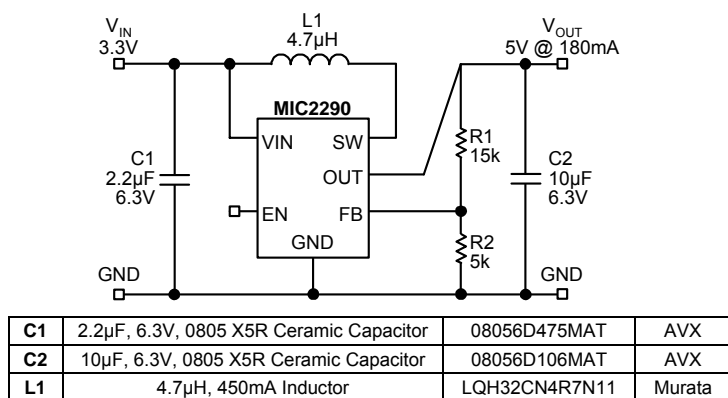 L1
4.7µH
VIN
3.3V
VOUT
5V @ 180mA
MIC2290
VIN
SW
OUT
EN
FB
GND
C1
2.2µF
6.3V
R1
15k
R2
5k
C2
10µF
6.3V
GND
GND
C1 2.2µF, 6.3V, 0805 X5R Ceramic Capacitor 08056D475MAT AVX
C2 10µF, 6.3V, 0805 X5R Ceramic Capacitor 08056D106MAT AVX
L1 4.7µH, 450mA Inductor LQH32CN4R7N11 Murata